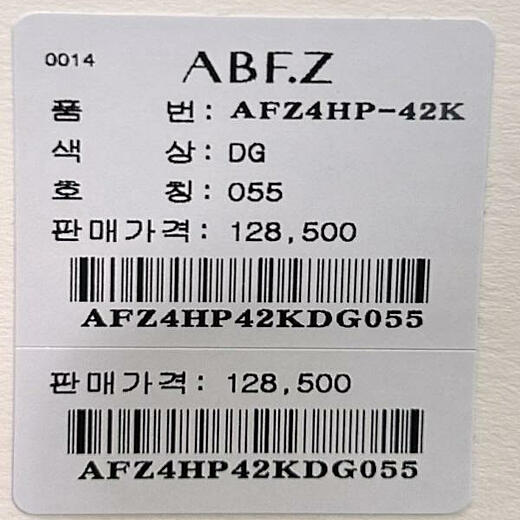 0014 ABF.Z
품 번 : AFZ4HP-42K
색 상 : DG
호 칭 : 055
판매가격 : 128,500
AFZ4HP42KDG055
판매가격 : 128,500
AFZ4HP42KDG055